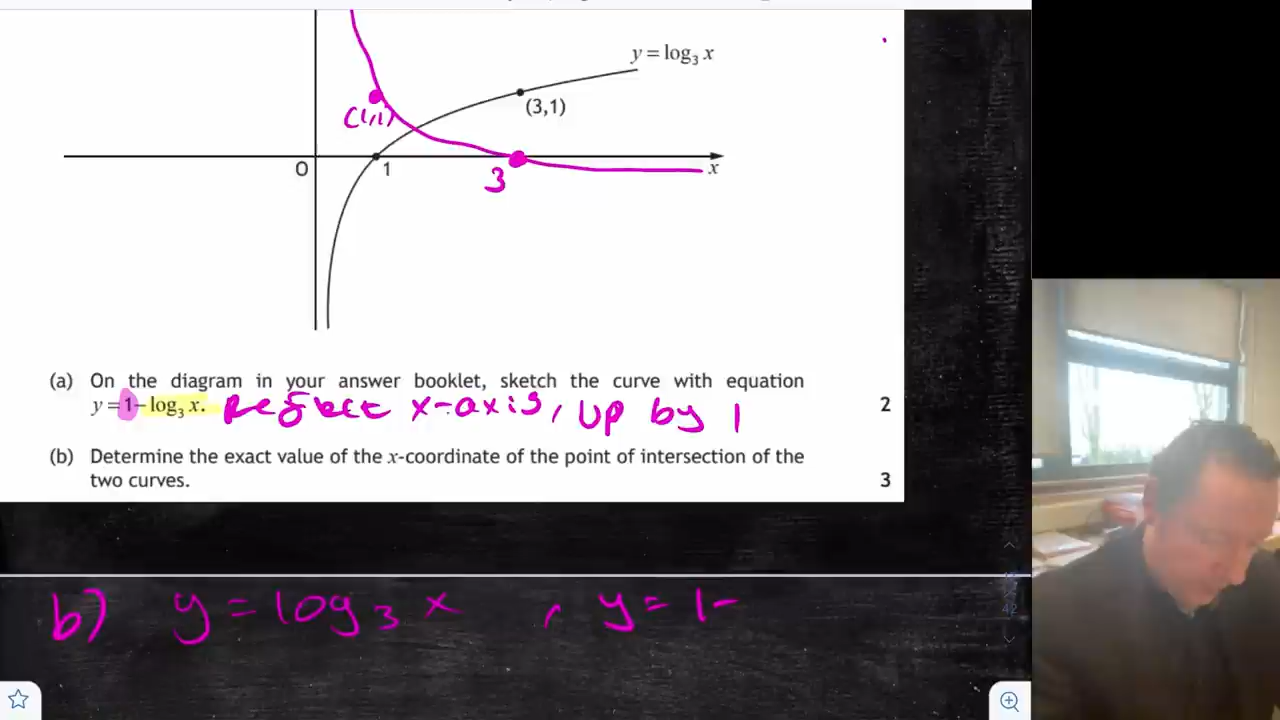 y = log₃ x
(1,1)
(3,1)
O
1
x
3
(a) On the diagram in your answer booklet, sketch the curve with equation
y = 1 – log₃ x. Reflect x-axis, up by 1
2
(b) Determine the exact value of the x-coordinate of the point of intersection of the
two curves.
3
b) y = log₃ x , y = 1 –
42